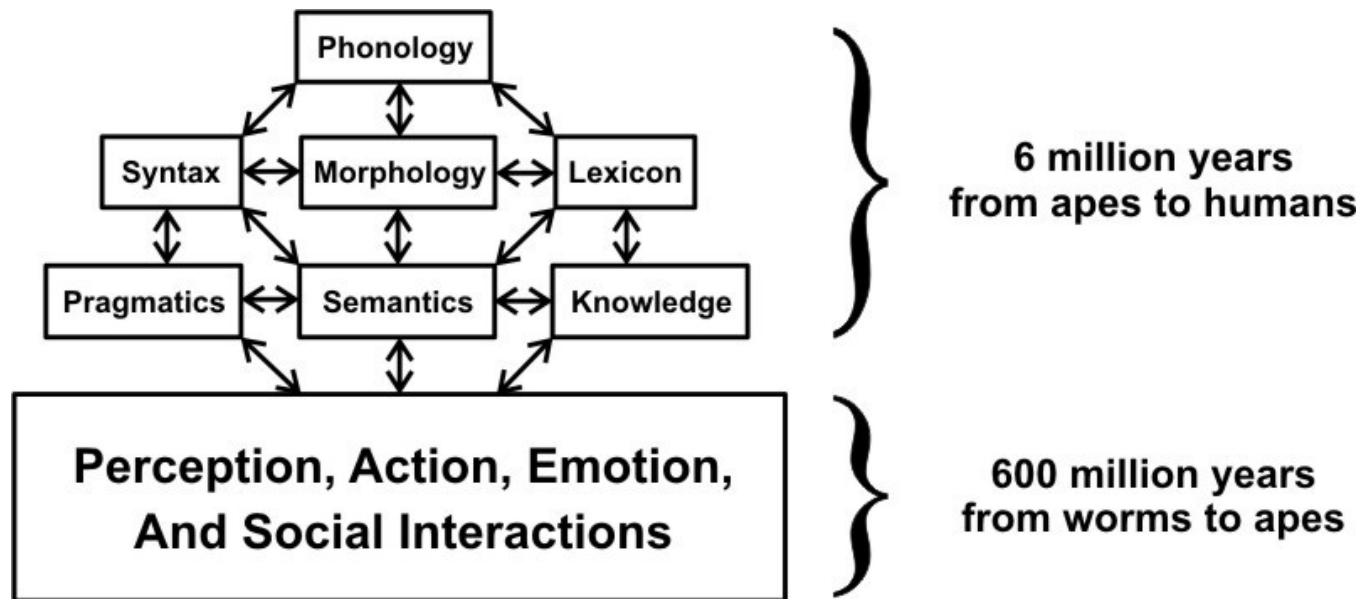 Phonology
Syntax
Morphology
Lexicon
Pragmatics
Semantics
Knowledge
6 million years
from apes to humans
Perception, Action, Emotion,
And Social Interactions
600 million years
from worms to apes